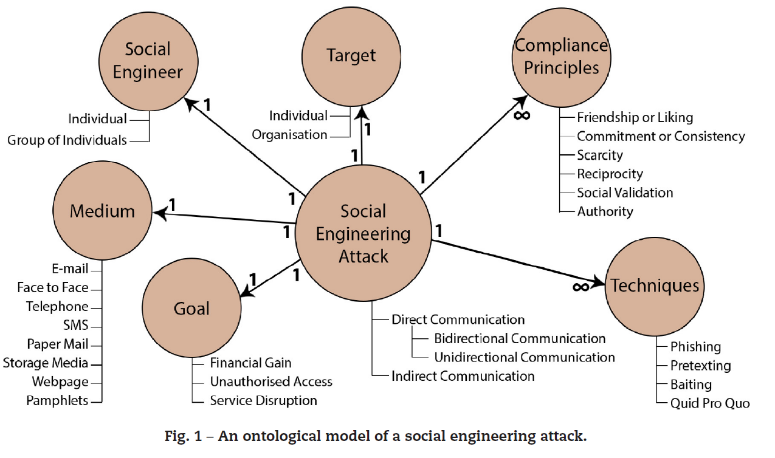 Social
Engineer
Individual
Group of Individuals
1
Target
Individual
Organisation
1
1
Compliance
Principles
Friendship or Liking
Commitment or Consistency
Scarcity
Reciprocity
Social Validation
Authority
∞
1
1
Medium
E-mail
Face to Face
Telephone
SMS
Paper Mail
Storage Media
Webpage
Pamphlets
1
1
Social
Engineering
Attack
Direct Communication
Bidirectional Communication
Unidirectional Communication
Indirect Communication
1
∞
Techniques
Phishing
Pretexting
Baiting
Quid Pro Quo
Goal
Financial Gain
Unauthorised Access
Service Disruption
1
1
Fig. 1 – An ontological model of a social engineering attack.